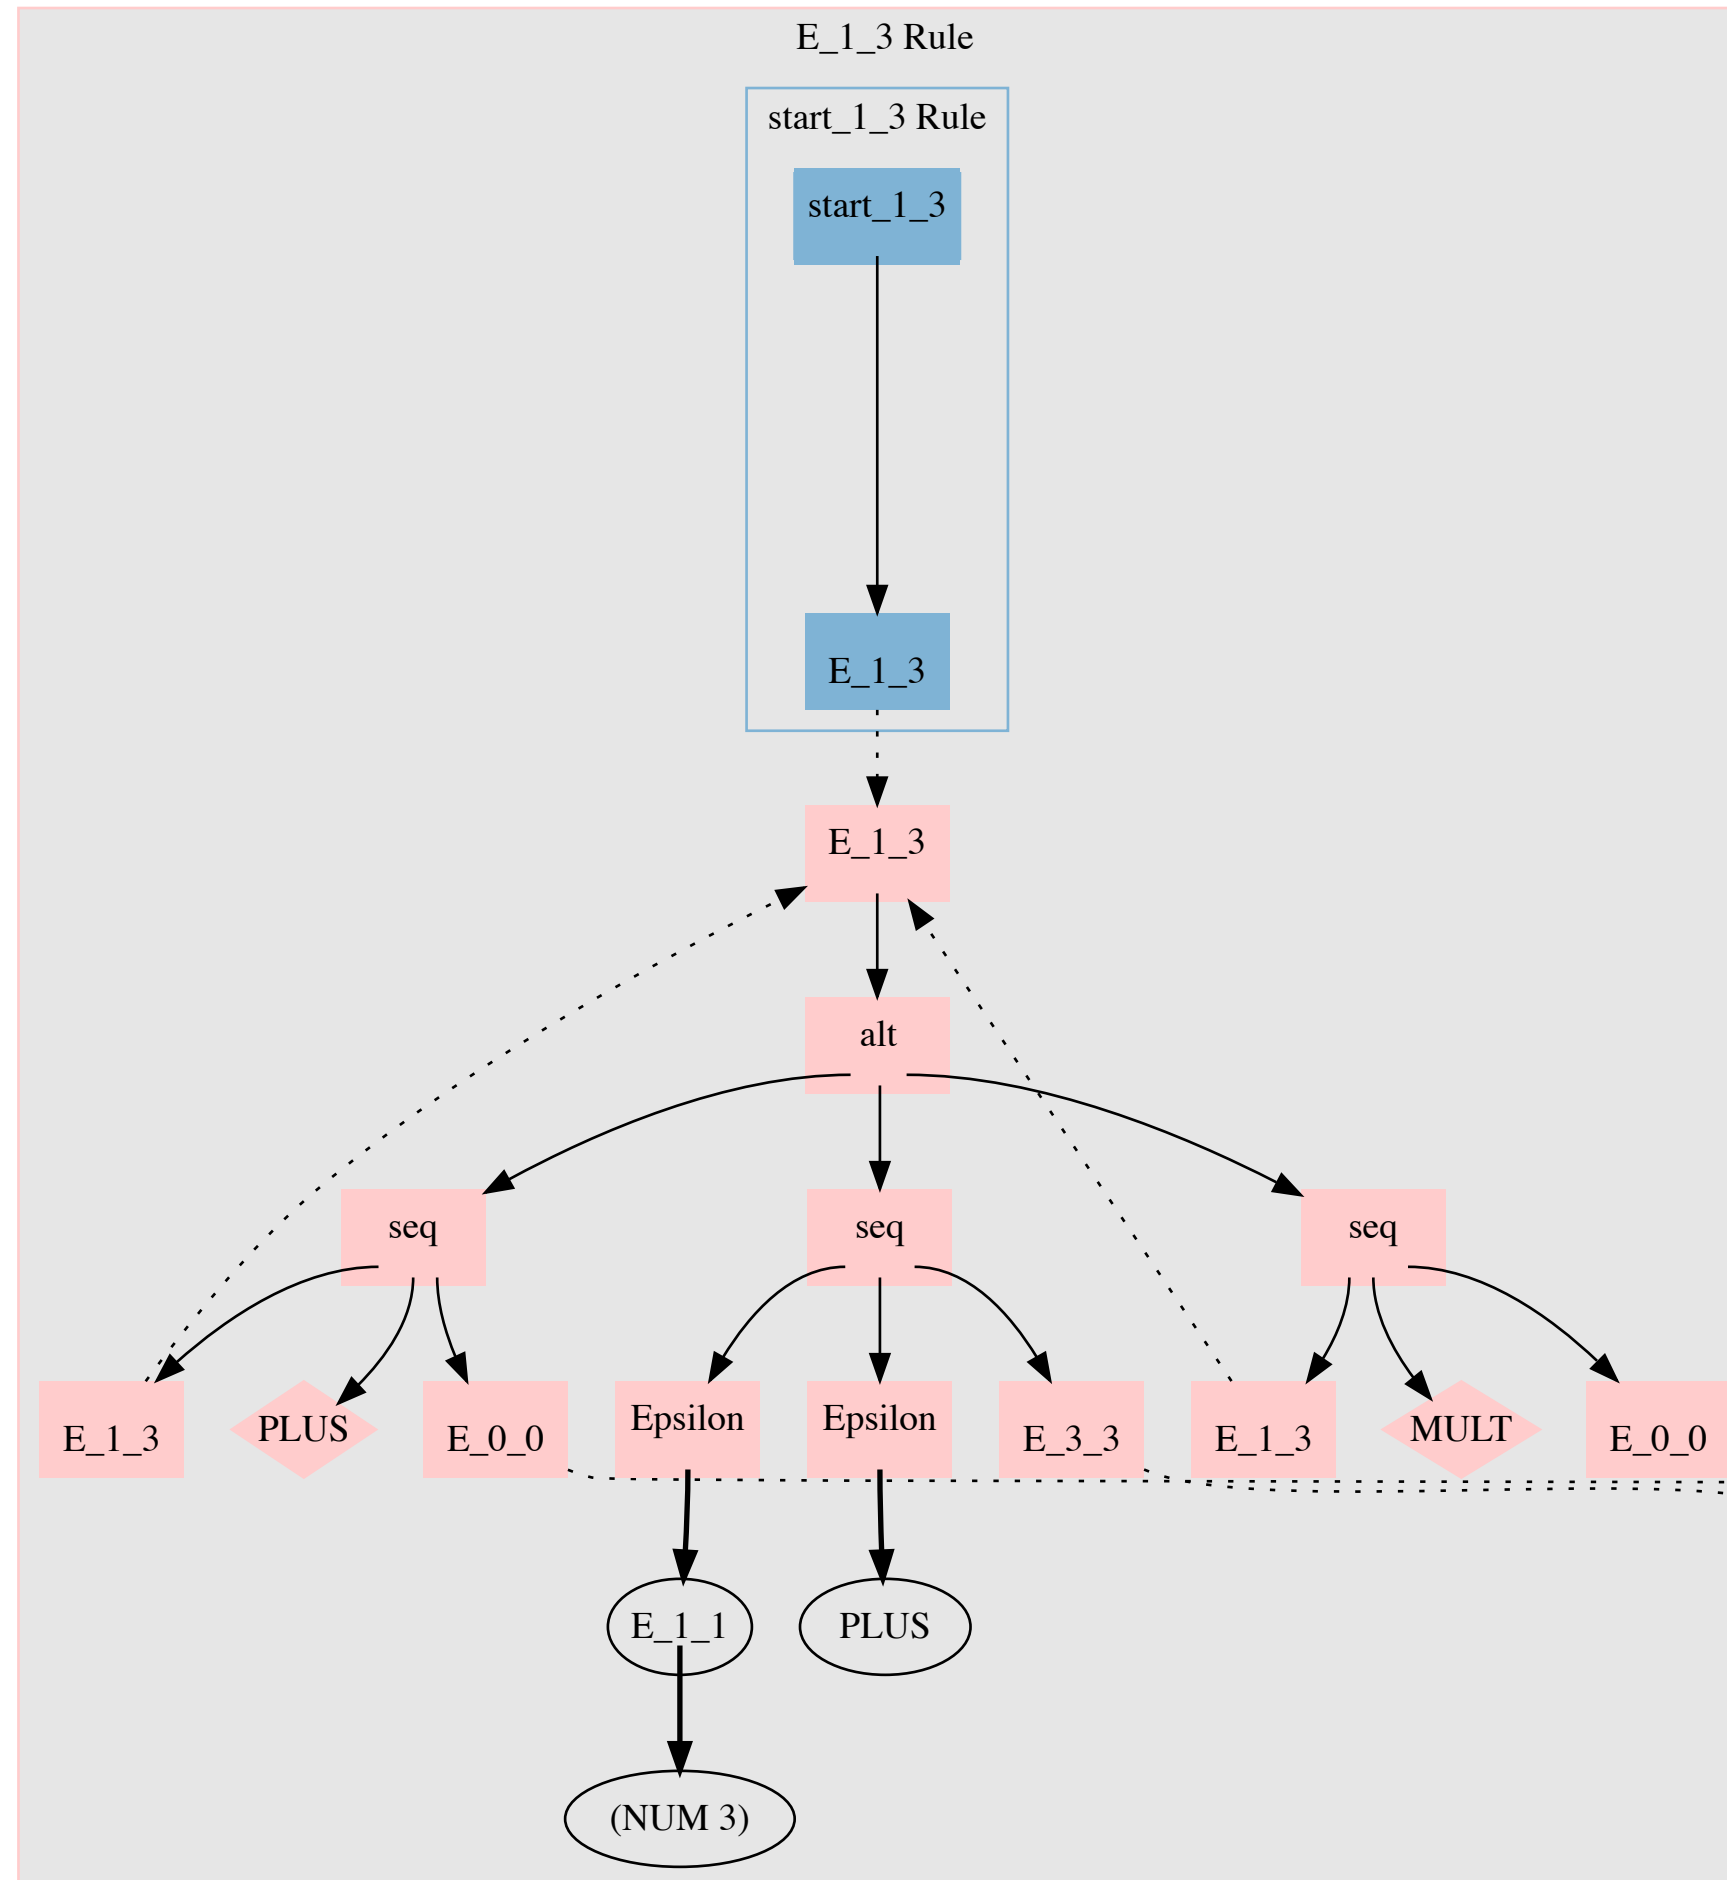 E_1_3 Rule
start_1_3 Rule
start_1_3
E_1_3
E_1_3
alt
seq
seq
seq
E_1_3
PLUS
E_0_0
Epsilon
Epsilon
E_3_3
E_1_3
MULT
E_0_0
E_1_1
PLUS
(NUM 3)